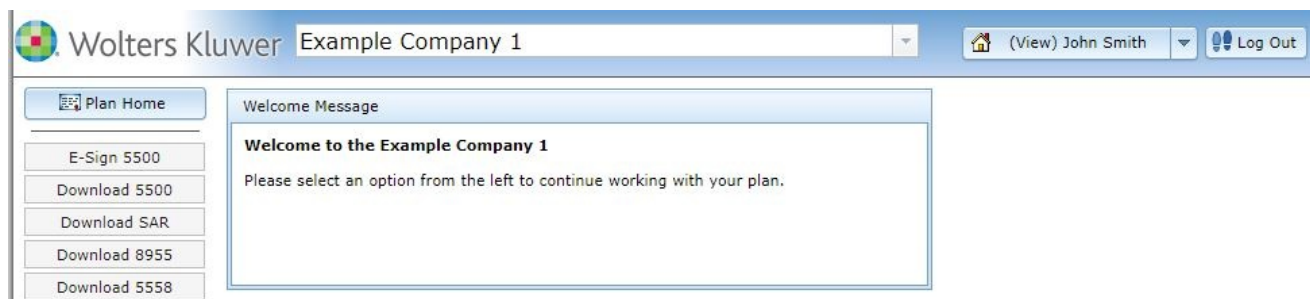 Wolters Kluwer
Example Company 1
(View) John Smith
Log Out
Plan Home
E-Sign 5500
Download 5500
Download SAR
Download 8955
Download 5558
Welcome Message
Welcome to the Example Company 1
Please select an option from the left to continue working with your plan.